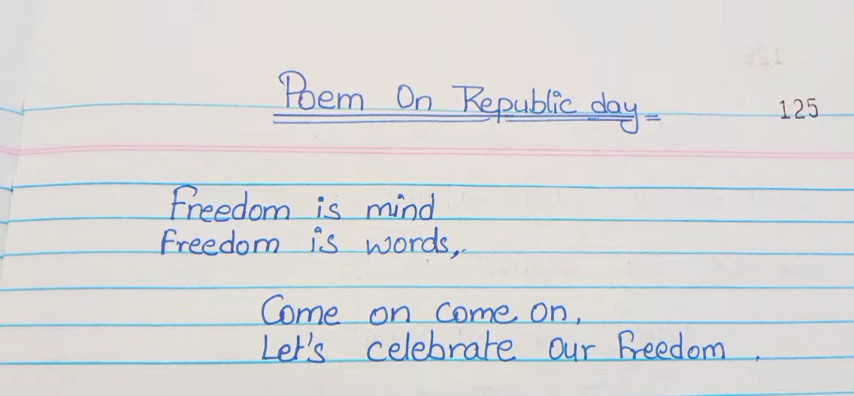 Poem On Republic day
125
Freedom is mind
Freedom is words,.
Come on come on,
Let's celebrate our freedom.